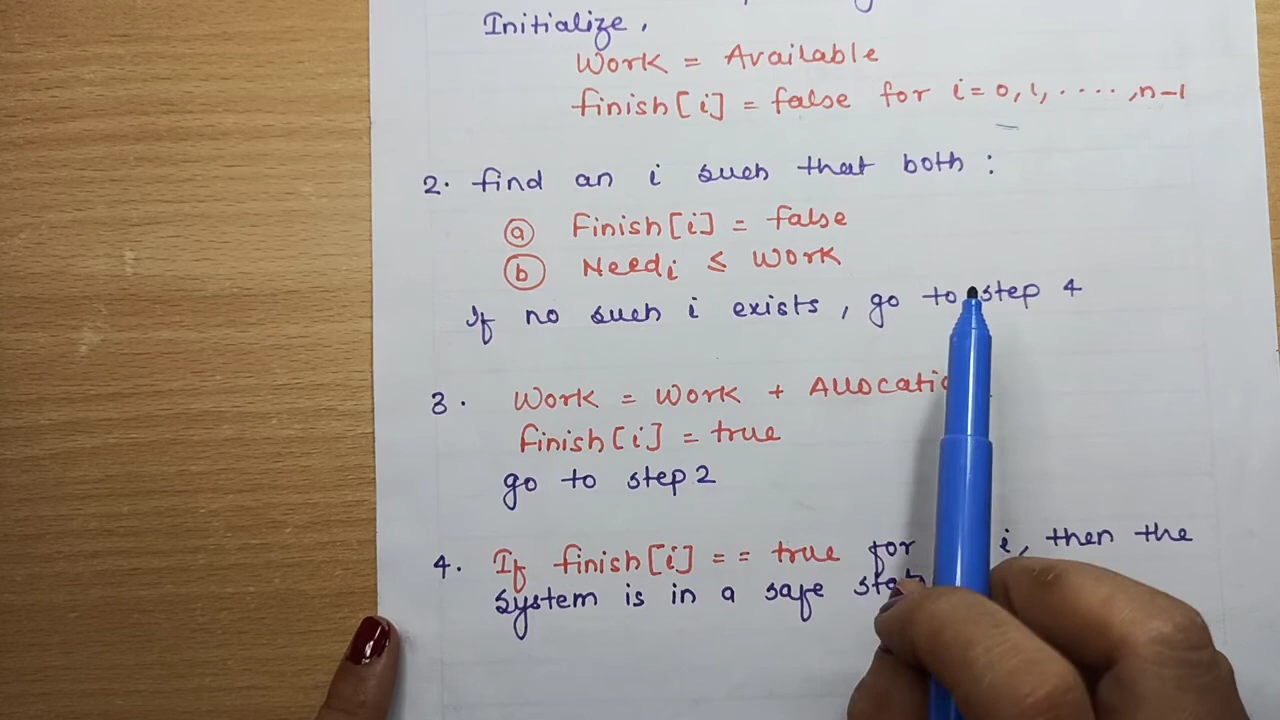 Initialize,
Work = Available
finish[i] = false for i=0,1,....,n-1
2. find an i such that both :
(a) Finish[i] = false
(b) Needi ≤ Work
If no such i exists, go to step 4
3. Work = Work + Allocatio
finish[i] = true
go to step 2
4. If finish[i] == true for i, then the
system is in a safe stat